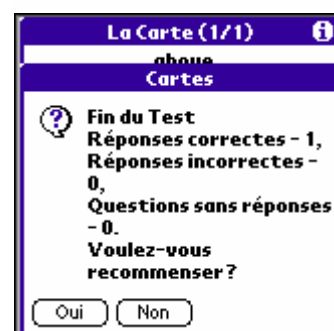 La Carte (1/1)
Cartes
Fin du Test
Réponses correctes - 1,
Réponses incorrectes -
0,
Questions sans réponses
- 0.
Voulez-vous
recommenser?
Oui Non